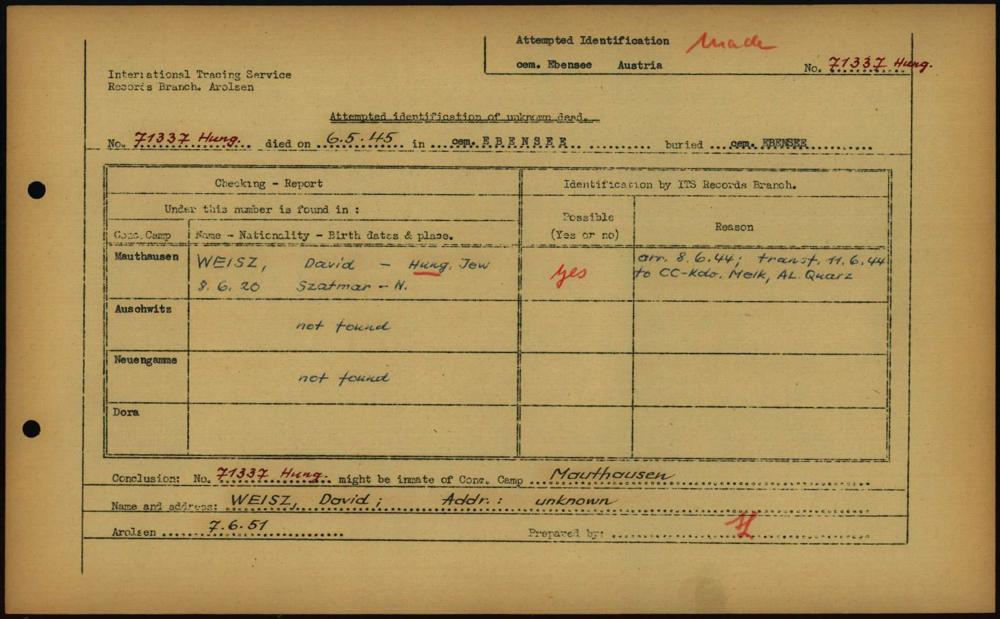 Attempted Identification made
cem. Ebensee Austria No. 71337 Hung.
International Tracing Service
Records Branch. Arolsen
Attempted identification of unknown dead.
No. 71337 Hung. died on 6.5.45 in cem. EBENSEE buried cem. EBENSEE
Checking - Report Identification by ITS Records Branch.
Under this number is found in :
Possible
(Yes or no) Reason
Conc. Camp Name - Nationality - Birth dates & place.
Mauthausen WEISZ, David - Hung. Jew yes arr. 8.6.44; transf. 11.6.44
8.6.20 Szatmar - N. to CC-Kdo. Melk, AL. Quarz
Auschwitz
not found
Neuengamme
not found
Dora
Conclusion: No. 71337 Hung. might be inmate of Conc. Camp Mauthausen
Name and address: WEISZ, David; Addr.: unknown
Arolsen 7.6.51 Prepared by: